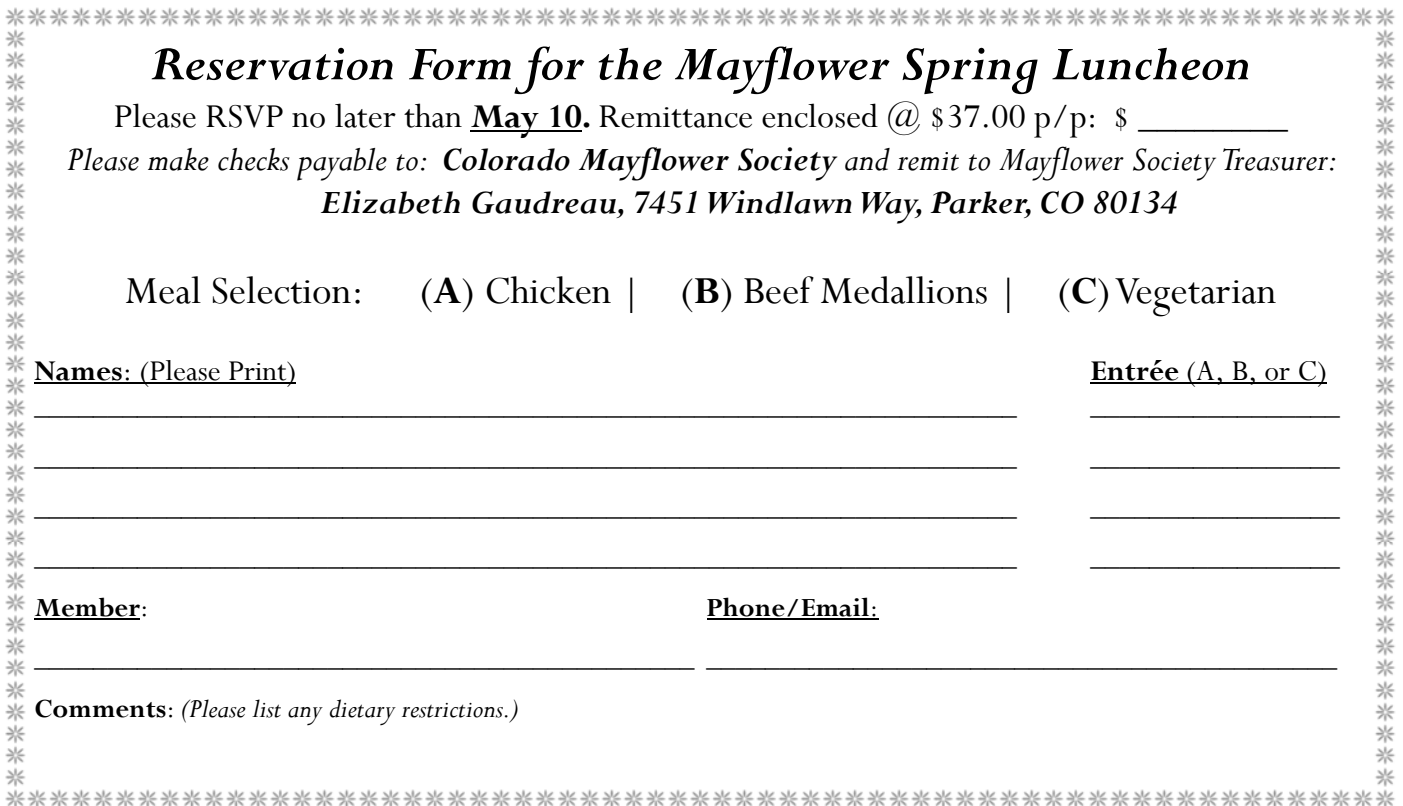 Reservation Form for the Mayflower Spring Luncheon
Please RSVP no later than May 10. Remittance enclosed @ $37.00 p/p: $ __________
Please make checks payable to: Colorado Mayflower Society and remit to Mayflower Society Treasurer:
Elizabeth Gaudreau, 7451 Windlawn Way, Parker, CO 80134
Meal Selection: (A) Chicken | (B) Beef Medallions | (C) Vegetarian
Names: (Please Print) Entrée (A, B, or C)
Member: Phone/Email:
Comments: (Please list any dietary restrictions.)